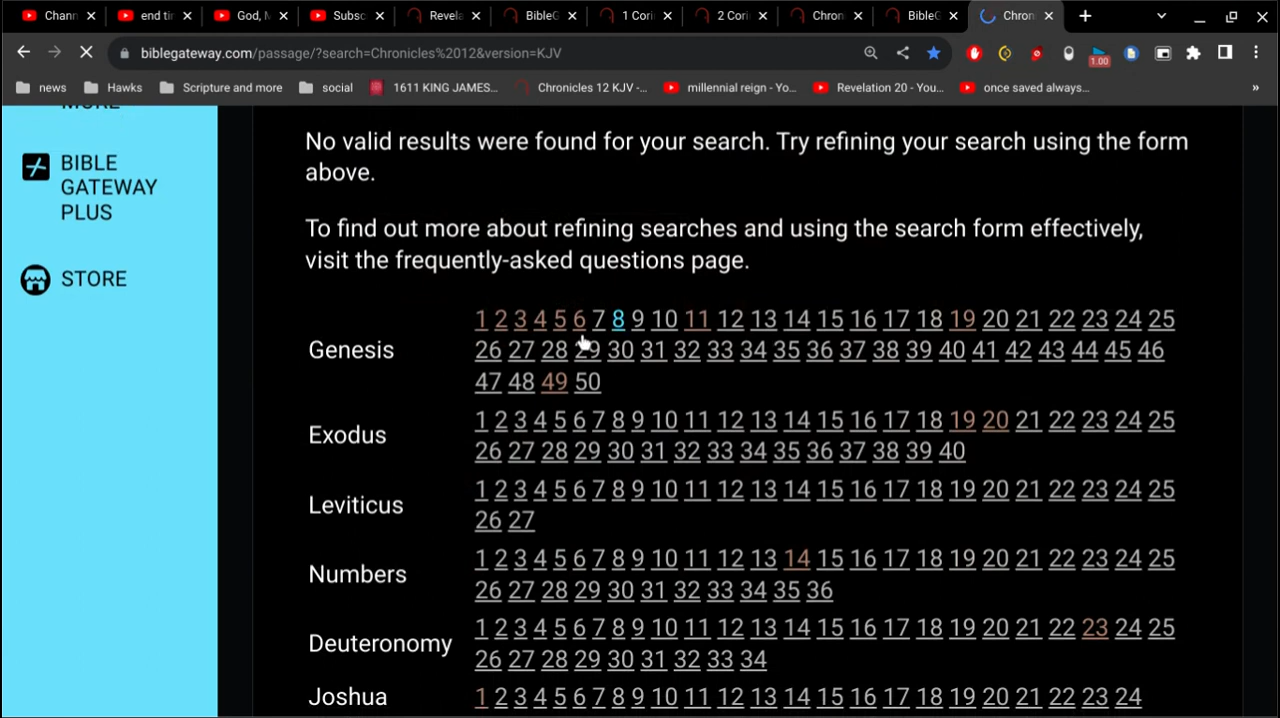 Chann
end ti
God, M
Subsc
Revela
BibleG
1 Cori
2 Cori
Chron
BibleG
Chron
biblegateway.com/passage/?search=Chronicles%2012&version=KJV
1.00
news
Hawks
Scripture and more
social
1611 KING JAMES...
Chronicles 12 KJV -...
millennial reign - Yo...
Revelation 20 - You...
once saved always...
»
MORE
BIBLE
GATEWAY
PLUS
STORE
No valid results were found for your search. Try refining your search using the form
above.
To find out more about refining searches and using the search form effectively,
visit the frequently-asked questions page.
Genesis
1 2 3 4 5 6 7 8 9 10 11 12 13 14 15 16 17 18 19 20 21 22 23 24 25
26 27 28 29 30 31 32 33 34 35 36 37 38 39 40 41 42 43 44 45 46
47 48 49 50
Exodus
1 2 3 4 5 6 7 8 9 10 11 12 13 14 15 16 17 18 19 20 21 22 23 24 25
26 27 28 29 30 31 32 33 34 35 36 37 38 39 40
Leviticus
1 2 3 4 5 6 7 8 9 10 11 12 13 14 15 16 17 18 19 20 21 22 23 24 25
26 27
Numbers
1 2 3 4 5 6 7 8 9 10 11 12 13 14 15 16 17 18 19 20 21 22 23 24 25
26 27 28 29 30 31 32 33 34 35 36
Deuteronomy
1 2 3 4 5 6 7 8 9 10 11 12 13 14 15 16 17 18 19 20 21 22 23 24 25
26 27 28 29 30 31 32 33 34
Joshua
1 2 3 4 5 6 7 8 9 10 11 12 13 14 15 16 17 18 19 20 21 22 23 24